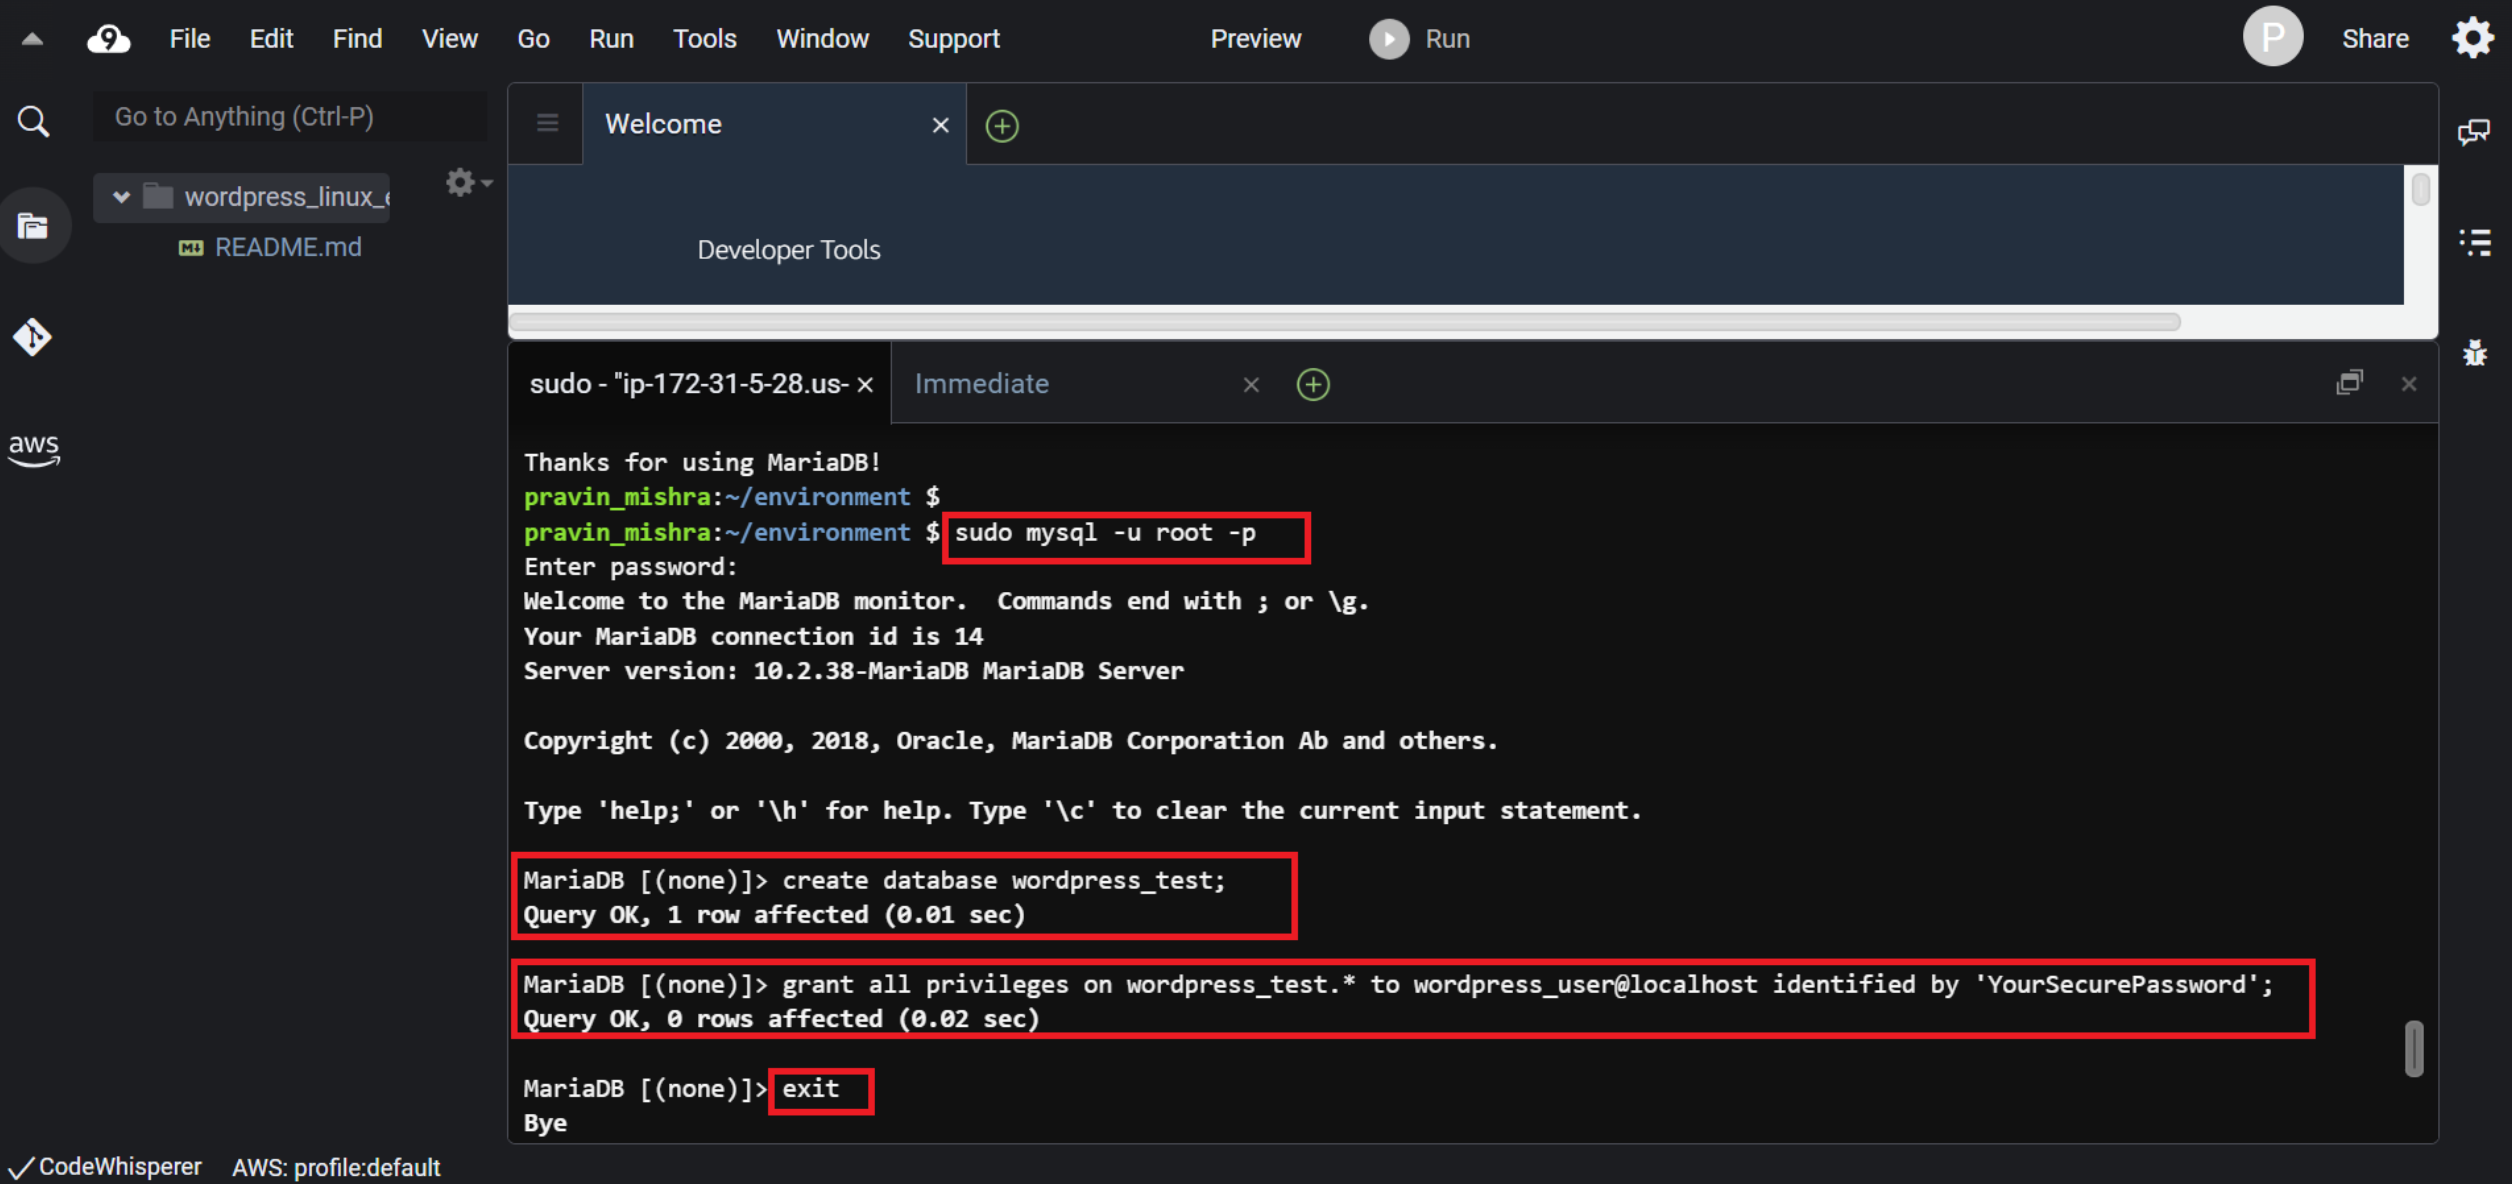 9 File Edit Find View Go Run Tools Window Support Preview Run P Share
Go to Anything (Ctrl-P)
wordpress_linux_
README.md
aws
Welcome
Developer Tools
sudo - "ip-172-31-5-28.us- Immediate
Thanks for using MariaDB!
pravin_mishra:~/environment $
pravin_mishra:~/environment $ sudo mysql -u root -p
Enter password:
Welcome to the MariaDB monitor.  Commands end with ; or \g.
Your MariaDB connection id is 14
Server version: 10.2.38-MariaDB MariaDB Server
Copyright (c) 2000, 2018, Oracle, MariaDB Corporation Ab and others.
Type 'help;' or '\h' for help. Type '\c' to clear the current input statement.
MariaDB [(none)]> create database wordpress_test;
Query OK, 1 row affected (0.01 sec)
MariaDB [(none)]> grant all privileges on wordpress_test.* to wordpress_user@localhost identified by 'YourSecurePassword';
Query OK, 0 rows affected (0.02 sec)
MariaDB [(none)]> exit
Bye
CodeWhisperer AWS: profile:default